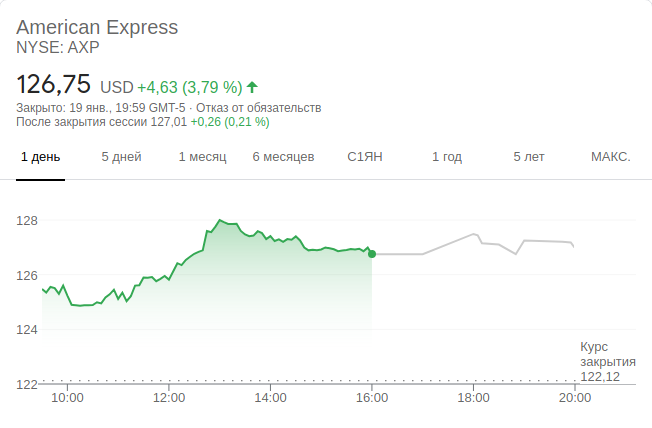 American Express
NYSE: AXP
126,75 USD +4,63 (3,79 %)
Закрыто: 19 янв., 19:59 GMT-5 · Отказ от обязательств
После закрытия сессии 127,01 +0,26 (0,21 %)
1 день 5 дней 1 месяц 6 месяцев С1ЯН 1 год 5 лет МАКС.
128
126
124
Курс
закрытия
122,12
122
10:00 12:00 14:00 16:00 18:00 20:00